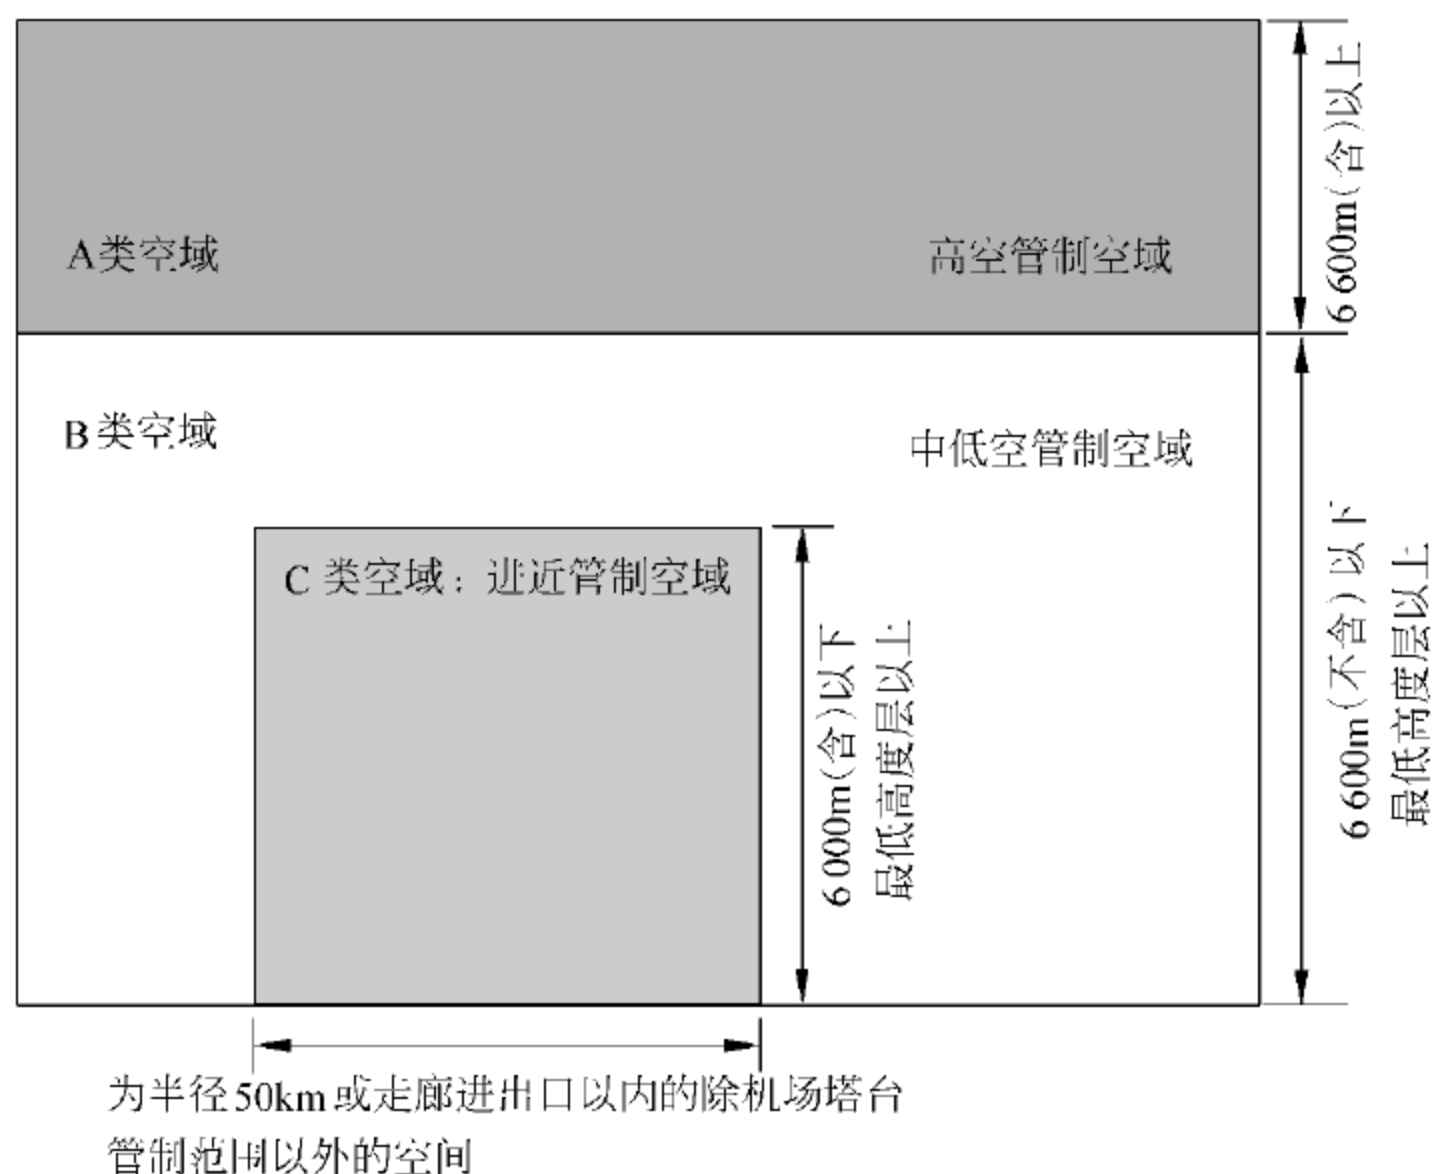 A类空域
高空管制空域
6 600m(含)以上
B 类空域
中低空管制空域
C 类空域：进近管制空域
6 000m(含)以下
最低高度层以上
6 600m(不含) 以下
最低高度层以上
为半径50km或走廊进出口以内的除机场塔台
管制范围以外的空间